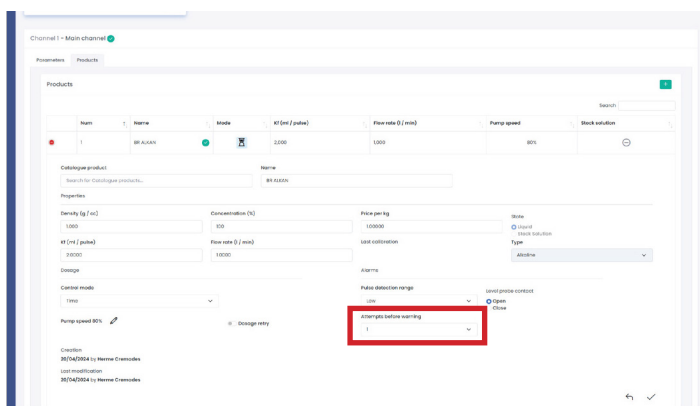 Channel 1 - Main channel
Parameters Products
Products
+
Search
Num Name Mode Kf (ml / pulse) Flow rate (l / min) Pump speed Stock solution
1 BR ALKAN 2,000 1,000 80%
Catalogue product Name
Search for Catalogue products... BR ALKAN
Properties
Density (g / cc) Concentration (%) Price per kg State
1.000 100 1.00000 Liquid
Stock Solution
Kf (ml / pulse) Flow rate (l / min) Last calibration Type
2.0000 1.0000 Alkaline
Dosage Alarms
Control mode Pulse detection range Level probe contact
Time Low Open
Close
Pump speed 80% Dosage retry Attempts before warning
1
Creation
30/04/2024 by Herme Cremades
Last modification
30/04/2024 by Herme Cremades